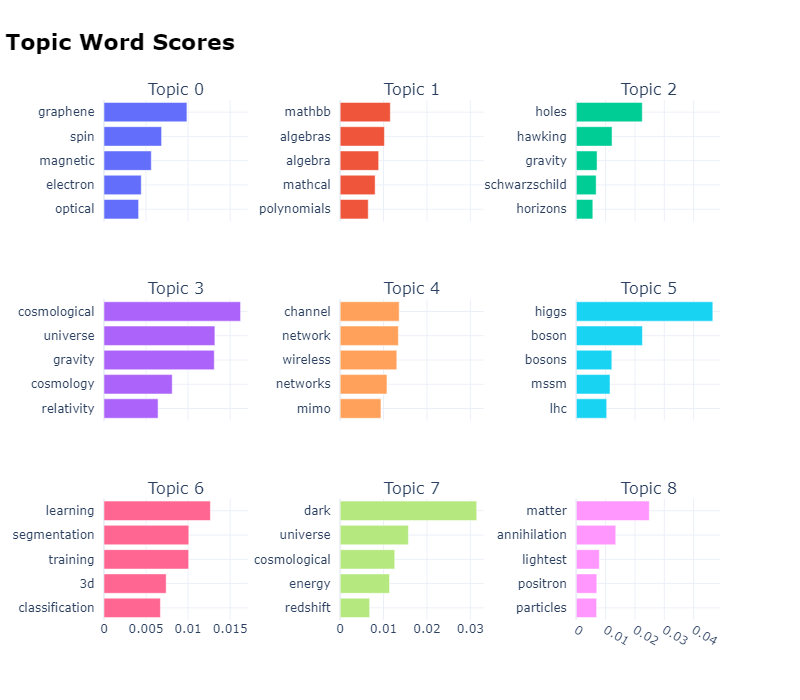 Topic Word Scores
Topic 0
graphene
spin
magnetic
electron
optical
Topic 1
mathbb
algebras
algebra
mathcal
polynomials
Topic 2
holes
hawking
gravity
schwarzschild
horizons
Topic 3
cosmological
universe
gravity
cosmology
relativity
Topic 4
channel
network
wireless
networks
mimo
Topic 5
higgs
boson
bosons
mssm
lhc
Topic 6
learning
segmentation
training
3d
classification
0 0.005 0.01 0.015
Topic 7
dark
universe
cosmological
energy
redshift
0 0.01 0.02 0.03
Topic 8
matter
annihilation
lightest
positron
particles
0 0.01 0.02 0.03 0.04